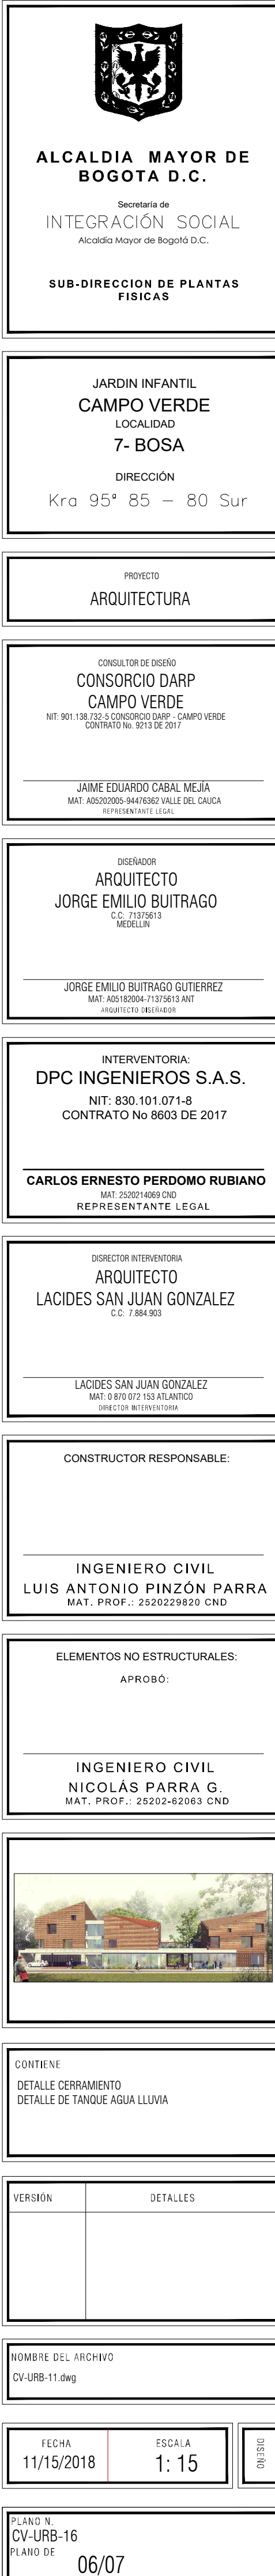 ALCALDIA MAYOR DE
BOGOTA D.C.
Secretaría de
INTEGRACIÓN SOCIAL
Alcaldía Mayor de Bogotá D.C.
SUB-DIRECCION DE PLANTAS
FISICAS
JARDIN INFANTIL
CAMPO VERDE
LOCALIDAD
7- BOSA
DIRECCIÓN
Kra 95ª 85 – 80 Sur
PROYECTO
ARQUITECTURA
CONSULTOR DE DISEÑO
CONSORCIO DARP
CAMPO VERDE
NIT: 901.138.732-5 CONSORCIO DARP - CAMPO VERDE
CONTRATO No. 9213 DE 2017
JAIME EDUARDO CABAL MEJÍA
MAT: A05202005-94476362 VALLE DEL CAUCA
REPRESENTANTE LEGAL
DISEÑADOR
ARQUITECTO
JORGE EMILIO BUITRAGO
C.C: 71375613
MEDELLIN
JORGE EMILIO BUITRAGO GUTIERREZ
MAT: A05182004-71375613 ANT
ARQUITECTO DISEÑADOR
INTERVENTORIA:
DPC INGENIEROS S.A.S.
NIT: 830.101.071-8
CONTRATO No 8603 DE 2017
CARLOS ERNESTO PERDOMO RUBIANO
MAT: 2520214069 CND
REPRESENTANTE LEGAL
DISRECTOR INTERVENTORIA
ARQUITECTO
LACIDES SAN JUAN GONZALEZ
C.C: 7.884.903
LACIDES SAN JUAN GONZALEZ
MAT: 0 870 072 153 ATLANTICO
DIRECTOR INTERVENTORIA
CONSTRUCTOR RESPONSABLE:
INGENIERO CIVIL
LUIS ANTONIO PINZÓN PARRA
MAT. PROF.: 2520229820 CND
ELEMENTOS NO ESTRUCTURALES:
APROBÓ:
INGENIERO CIVIL
NICOLÁS PARRA G.
MAT. PROF.: 25202-62063 CND
CONTIENE
DETALLE CERRAMIENTO
DETALLE DE TANQUE AGUA LLUVIA
VERSIÓN DETALLES
NOMBRE DEL ARCHIVO
CV-URB-11.dwg
FECHA ESCALA
11/15/2018 1: 15
DISEÑO
PLANO N.
CV-URB-16
PLANO DE
06/07